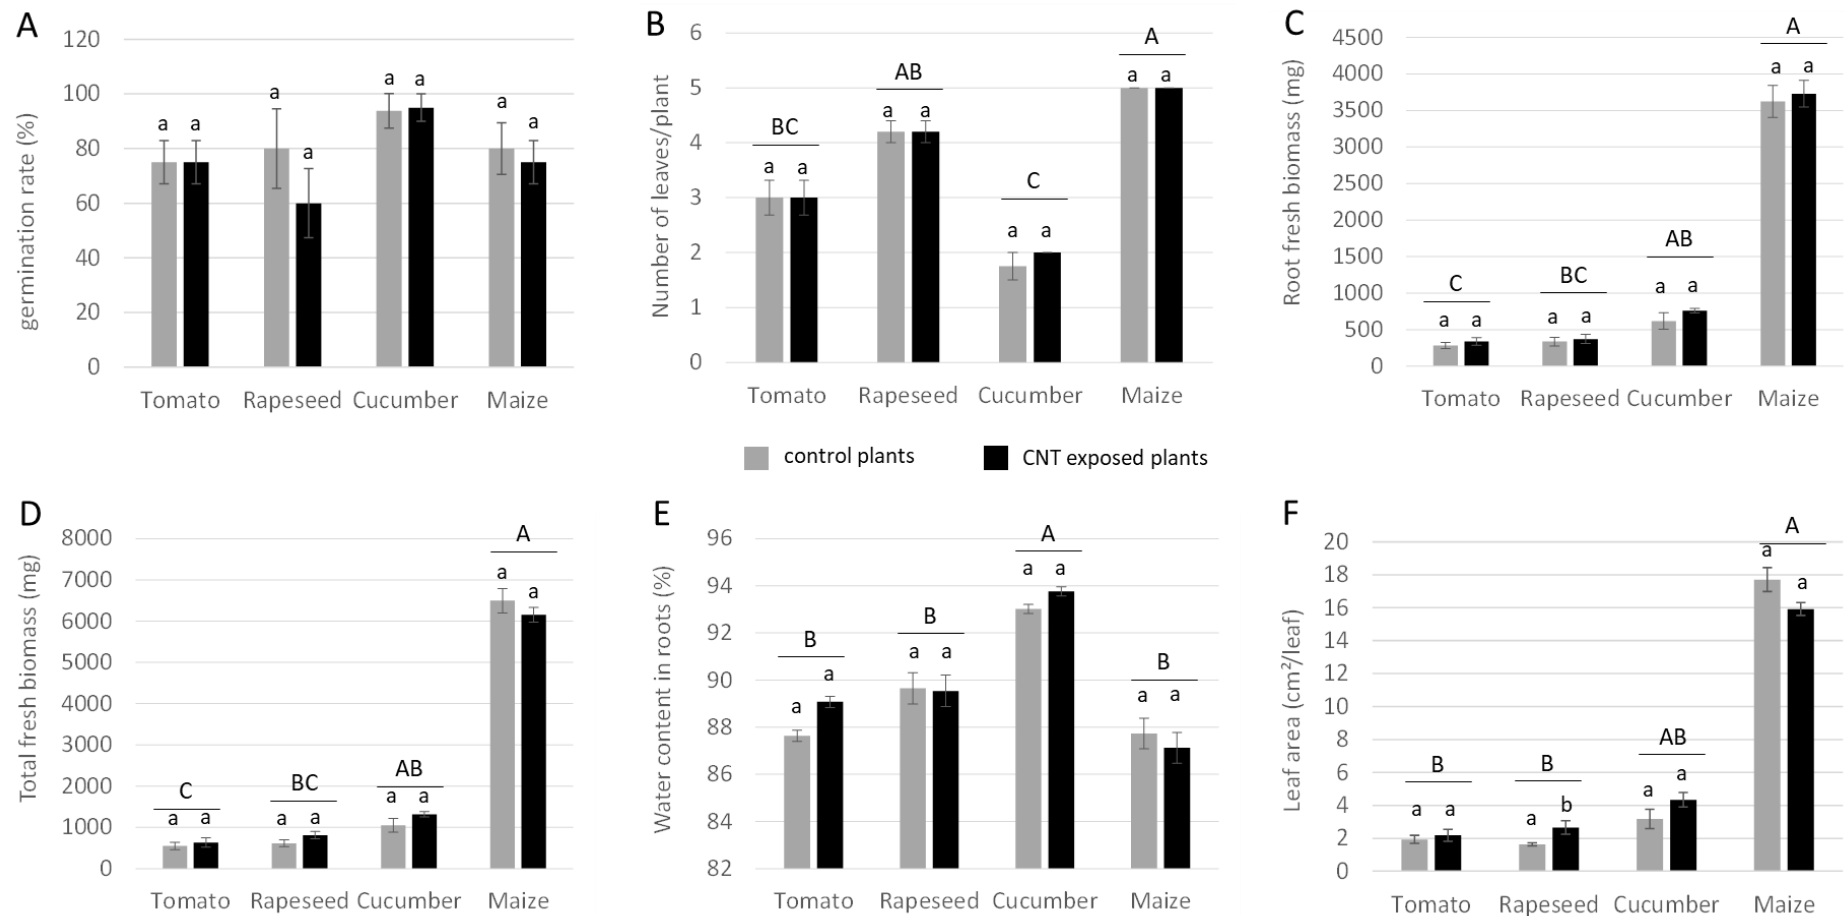 A
germination rate (%)
120
100
80
60
40
20
0
a a
a
a
a a
a
a
Tomato Rapeseed Cucumber Maize
B
Number of leaves/plant
6
5
4
3
2
1
0
BC
a a
AB
a a
C
a a
A
a a
Tomato Rapeseed Cucumber Maize
C
Root fresh biomass (mg)
4500
4000
3500
3000
2500
2000
1500
1000
500
0
C
a a
BC
a a
AB
a a
A
a a
Tomato Rapeseed Cucumber Maize
control plants CNT exposed plants
D
Total fresh biomass (mg)
8000
7000
6000
5000
4000
3000
2000
1000
0
C
a a
BC
a a
AB
a a
A
a a
Tomato Rapeseed Cucumber Maize
E
Water content in roots (%)
96
94
92
90
88
86
84
82
B
a a
B
a a
A
a a
B
a a
Tomato Rapeseed Cucumber Maize
F
Leaf area (cm²/leaf)
20
18
16
14
12
10
8
6
4
2
0
B
a a
B
a b
AB
a a
A
a a
Tomato Rapeseed Cucumber Maize